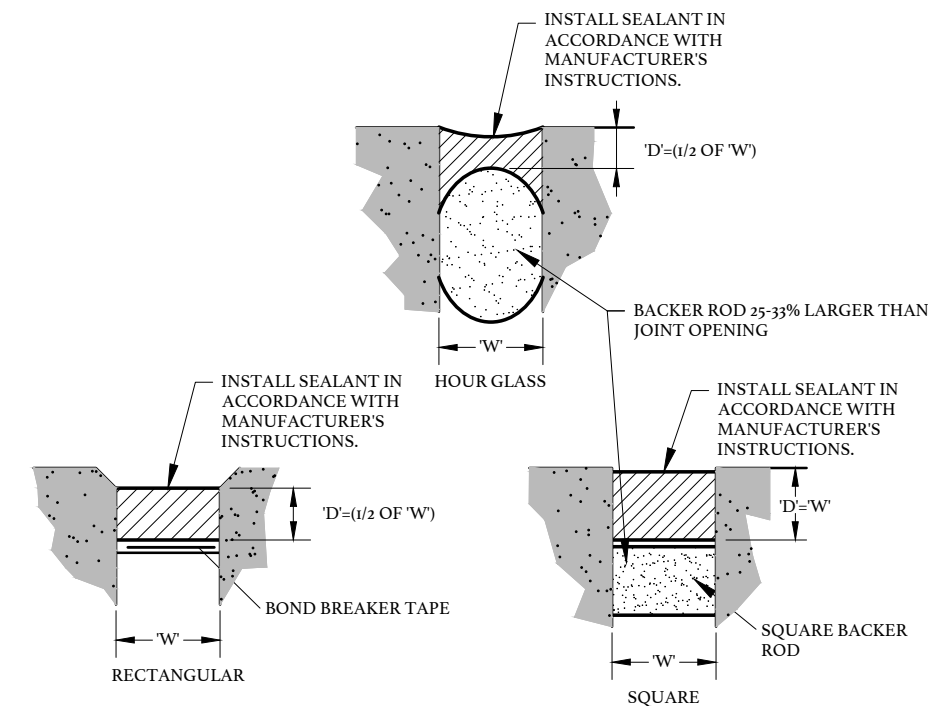 INSTALL SEALANT IN
ACCORDANCE WITH
MANUFACTURER'S
INSTRUCTIONS.
'D'=(1/2 OF 'W')
BACKER ROD 25-33% LARGER THAN
JOINT OPENING
'W'
HOUR GLASS
INSTALL SEALANT IN
ACCORDANCE WITH
MANUFACTURER'S
INSTRUCTIONS.
'D'=(1/2 OF 'W')
BOND BREAKER TAPE
'W'
RECTANGULAR
INSTALL SEALANT IN
ACCORDANCE WITH
MANUFACTURER'S
INSTRUCTIONS.
'D'='W'
SQUARE BACKER
ROD
'W'
SQUARE